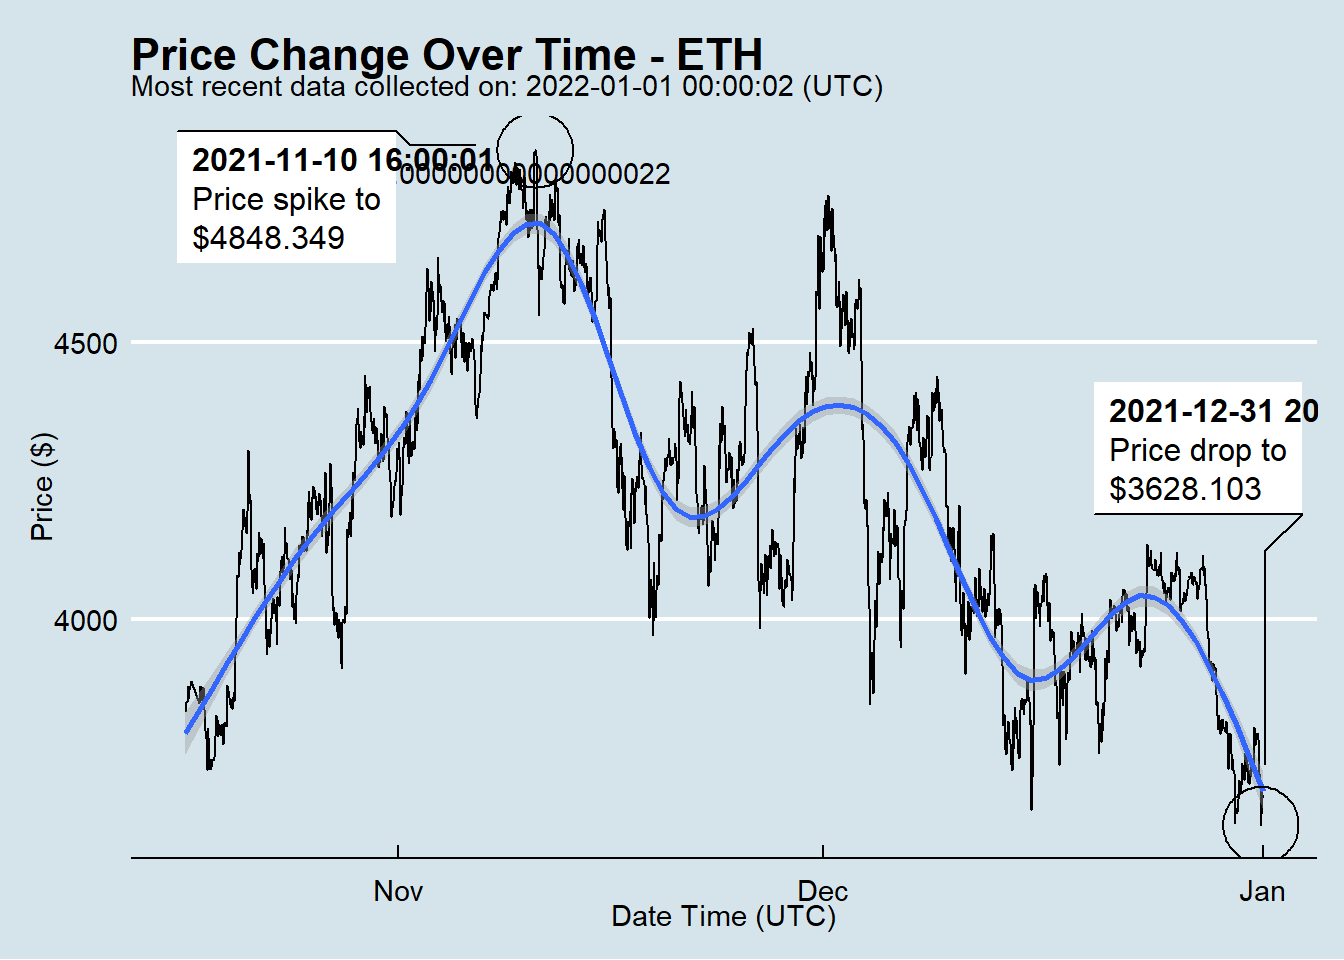 Price Change Over Time - ETH
Most recent data collected on: 2022-01-01 00:00:02 (UTC)
2021-11-10 16:00:01
Price spike to
$4848.349
2021-12-31 20
Price drop to
$3628.103
4500
4000
Price ($)
Nov
Dec
Jan
Date Time (UTC)